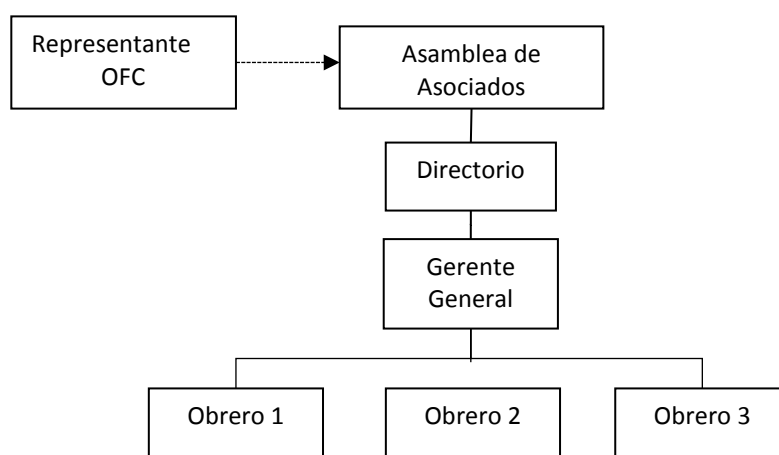 Representante
OFC
Asamblea de
Asociados
Directorio
Gerente
General
Obrero 1
Obrero 2
Obrero 3